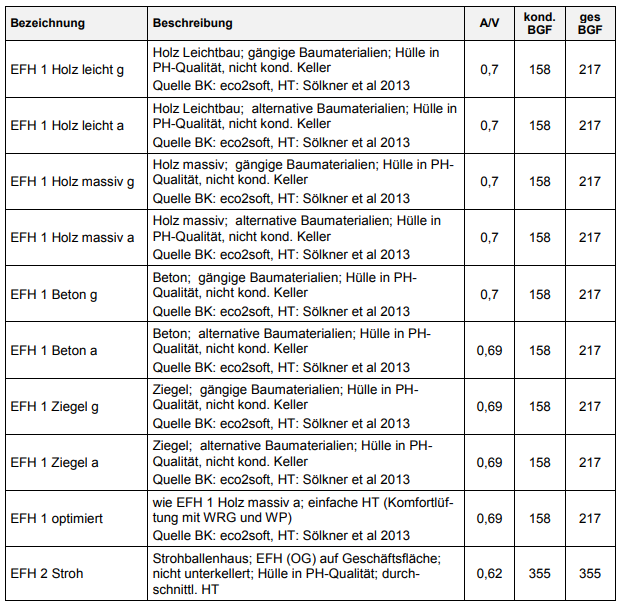 Bezeichnung Beschreibung A/V kond. BGF ges BGF
EFH 1 Holz leicht g
Holz Leichtbau; gängige Baumaterialien; Hülle in
PH-Qualität, nicht kond. Keller
Quelle BK: eco2soft, HT: Sölkner et al 2013
0,7 158 217
EFH 1 Holz leicht a
Holz Leichtbau;  alternative Baumaterialien; Hülle in
PH-Qualität, nicht kond. Keller
Quelle BK: eco2soft, HT: Sölkner et al 2013
0,7 158 217
EFH 1 Holz massiv g
Holz massiv;  gängige Baumaterialien; Hülle in PH-
Qualität, nicht kond. Keller
Quelle BK: eco2soft, HT: Sölkner et al 2013
0,7 158 217
EFH 1 Holz massiv a
Holz massiv;  alternative Baumaterialien; Hülle in
PH-Qualität, nicht kond. Keller
Quelle BK: eco2soft, HT: Sölkner et al 2013
0,7 158 217
EFH 1 Beton g
Beton;  gängige Baumaterialien; Hülle in PH-
Qualität, nicht kond. Keller
Quelle BK: eco2soft, HT: Sölkner et al 2013
0,7 158 217
EFH 1 Beton a
Beton;  alternative Baumaterialien; Hülle in PH-
Qualität, nicht kond. Keller
Quelle BK: eco2soft, HT: Sölkner et al 2013
0,69 158 217
EFH 1 Ziegel g
Ziegel;  gängige Baumaterialien; Hülle in PH-
Qualität, nicht kond. Keller
Quelle BK: eco2soft, HT: Sölkner et al 2013
0,69 158 217
EFH 1 Ziegel a
Ziegel;  alternative Baumaterialien; Hülle in PH-
Qualität, nicht kond. Keller
Quelle BK: eco2soft, HT: Sölkner et al 2013
0,69 158 217
EFH 1 optimiert
wie EFH 1 Holz massiv a; einfache HT (Komfortlüf-
tung mit WRG und WP)
Quelle BK: eco2soft, HT: Sölkner et al 2013
0,69 158 217
EFH 2 Stroh
Strohballenhaus; EFH (OG) auf Geschäftsfläche;
nicht unterkellert; Hülle in PH-Qualität; durch-
schnittl. HT
0,62 355 355